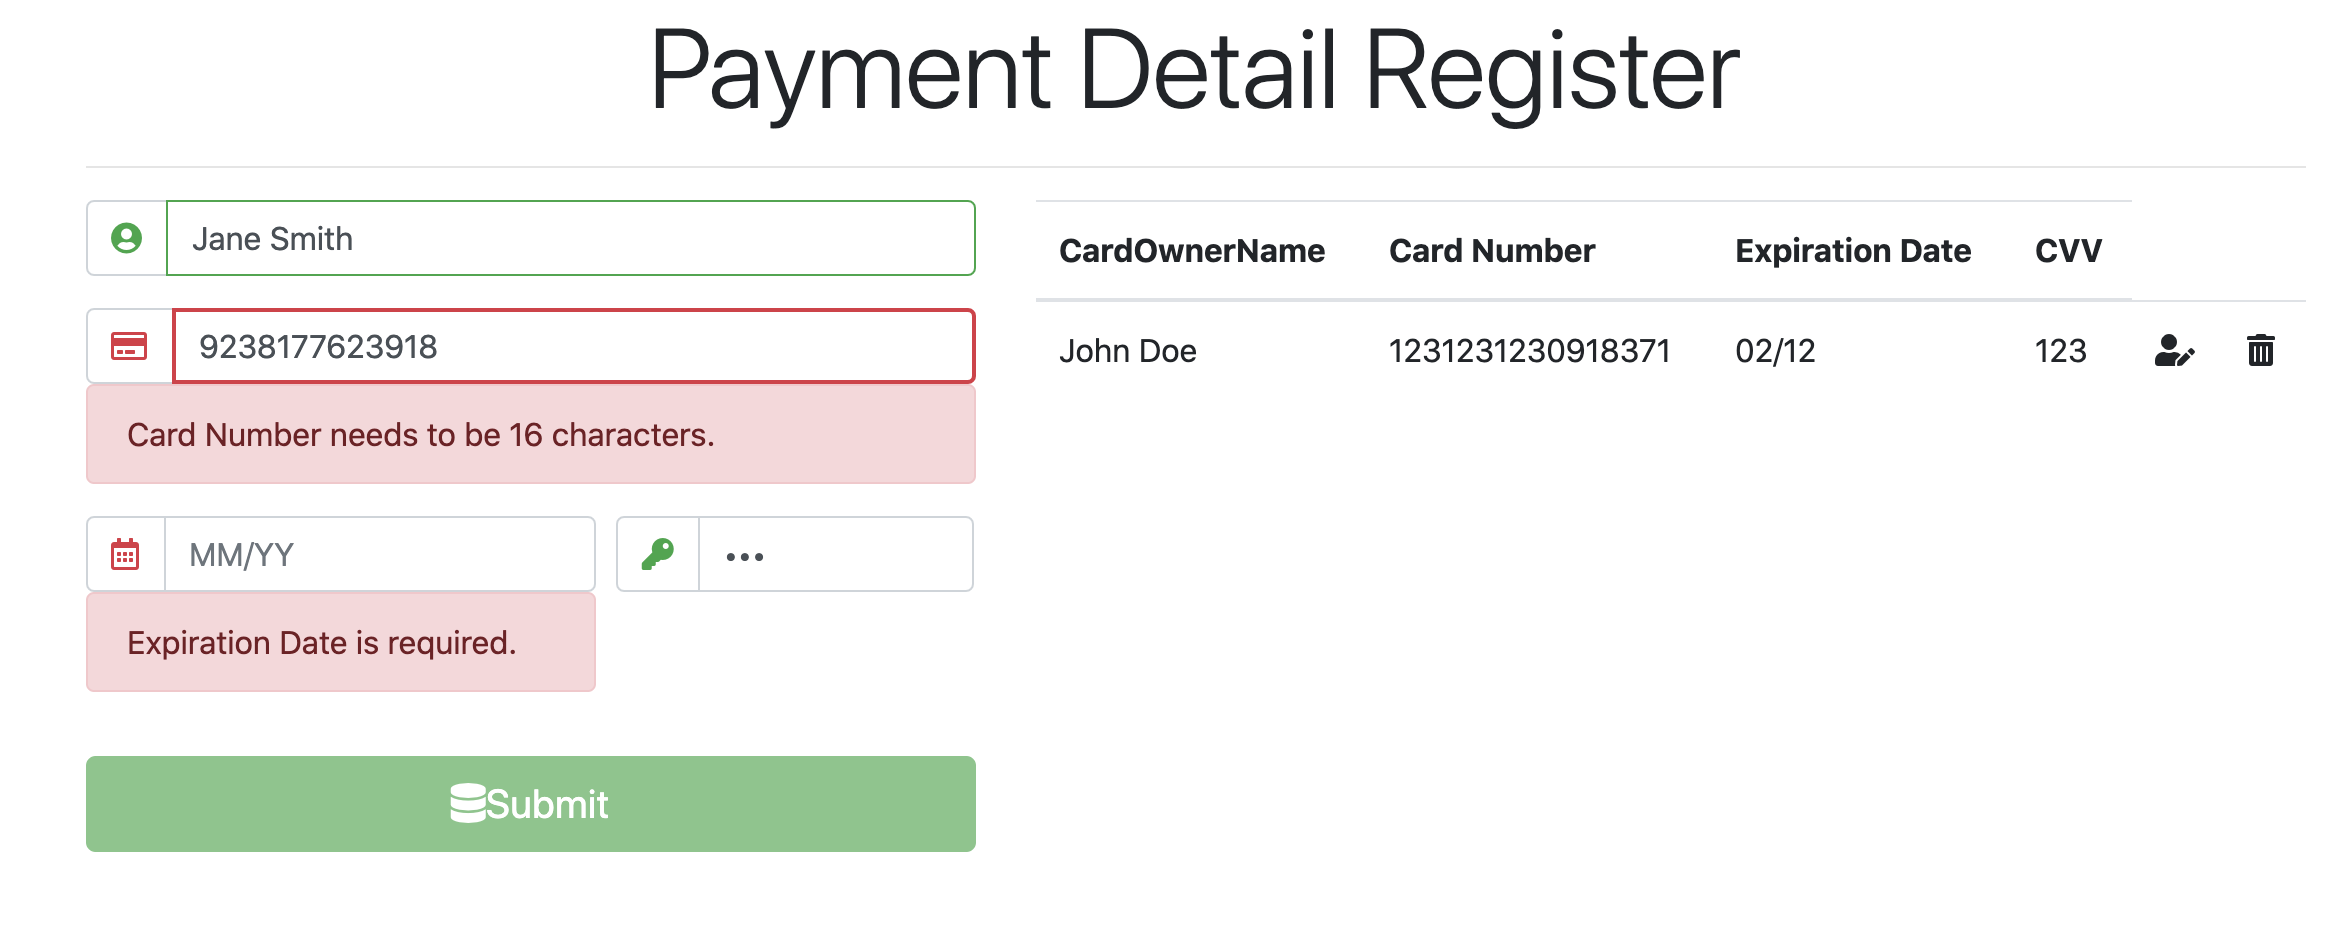 Payment Detail Register
Jane Smith
9238177623918
Card Number needs to be 16 characters.
MM/YY •••
Expiration Date is required.
Submit
CardOwnerName Card Number Expiration Date CVV
John Doe 1231231230918371 02/12 123